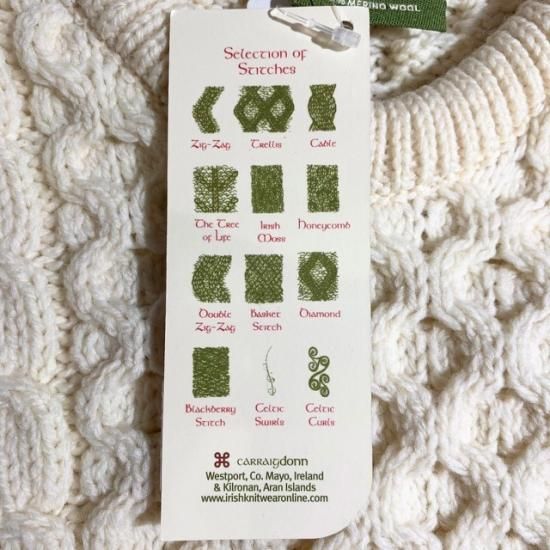 % MERINO WOOL
Selection of
Stitches
Zig-Zag Trellis Cable
The Tree
of Life
Irish
Moss
Honeycomb
Double
Zig-Zag
Basket
Stitch
Diamond
Blackberry
Stitch
Celtic
Swirls
Celtic
Curls
carraigdonn
Westport, Co. Mayo, Ireland
& Kilronan, Aran Islands
www.irishknitwearonline.com